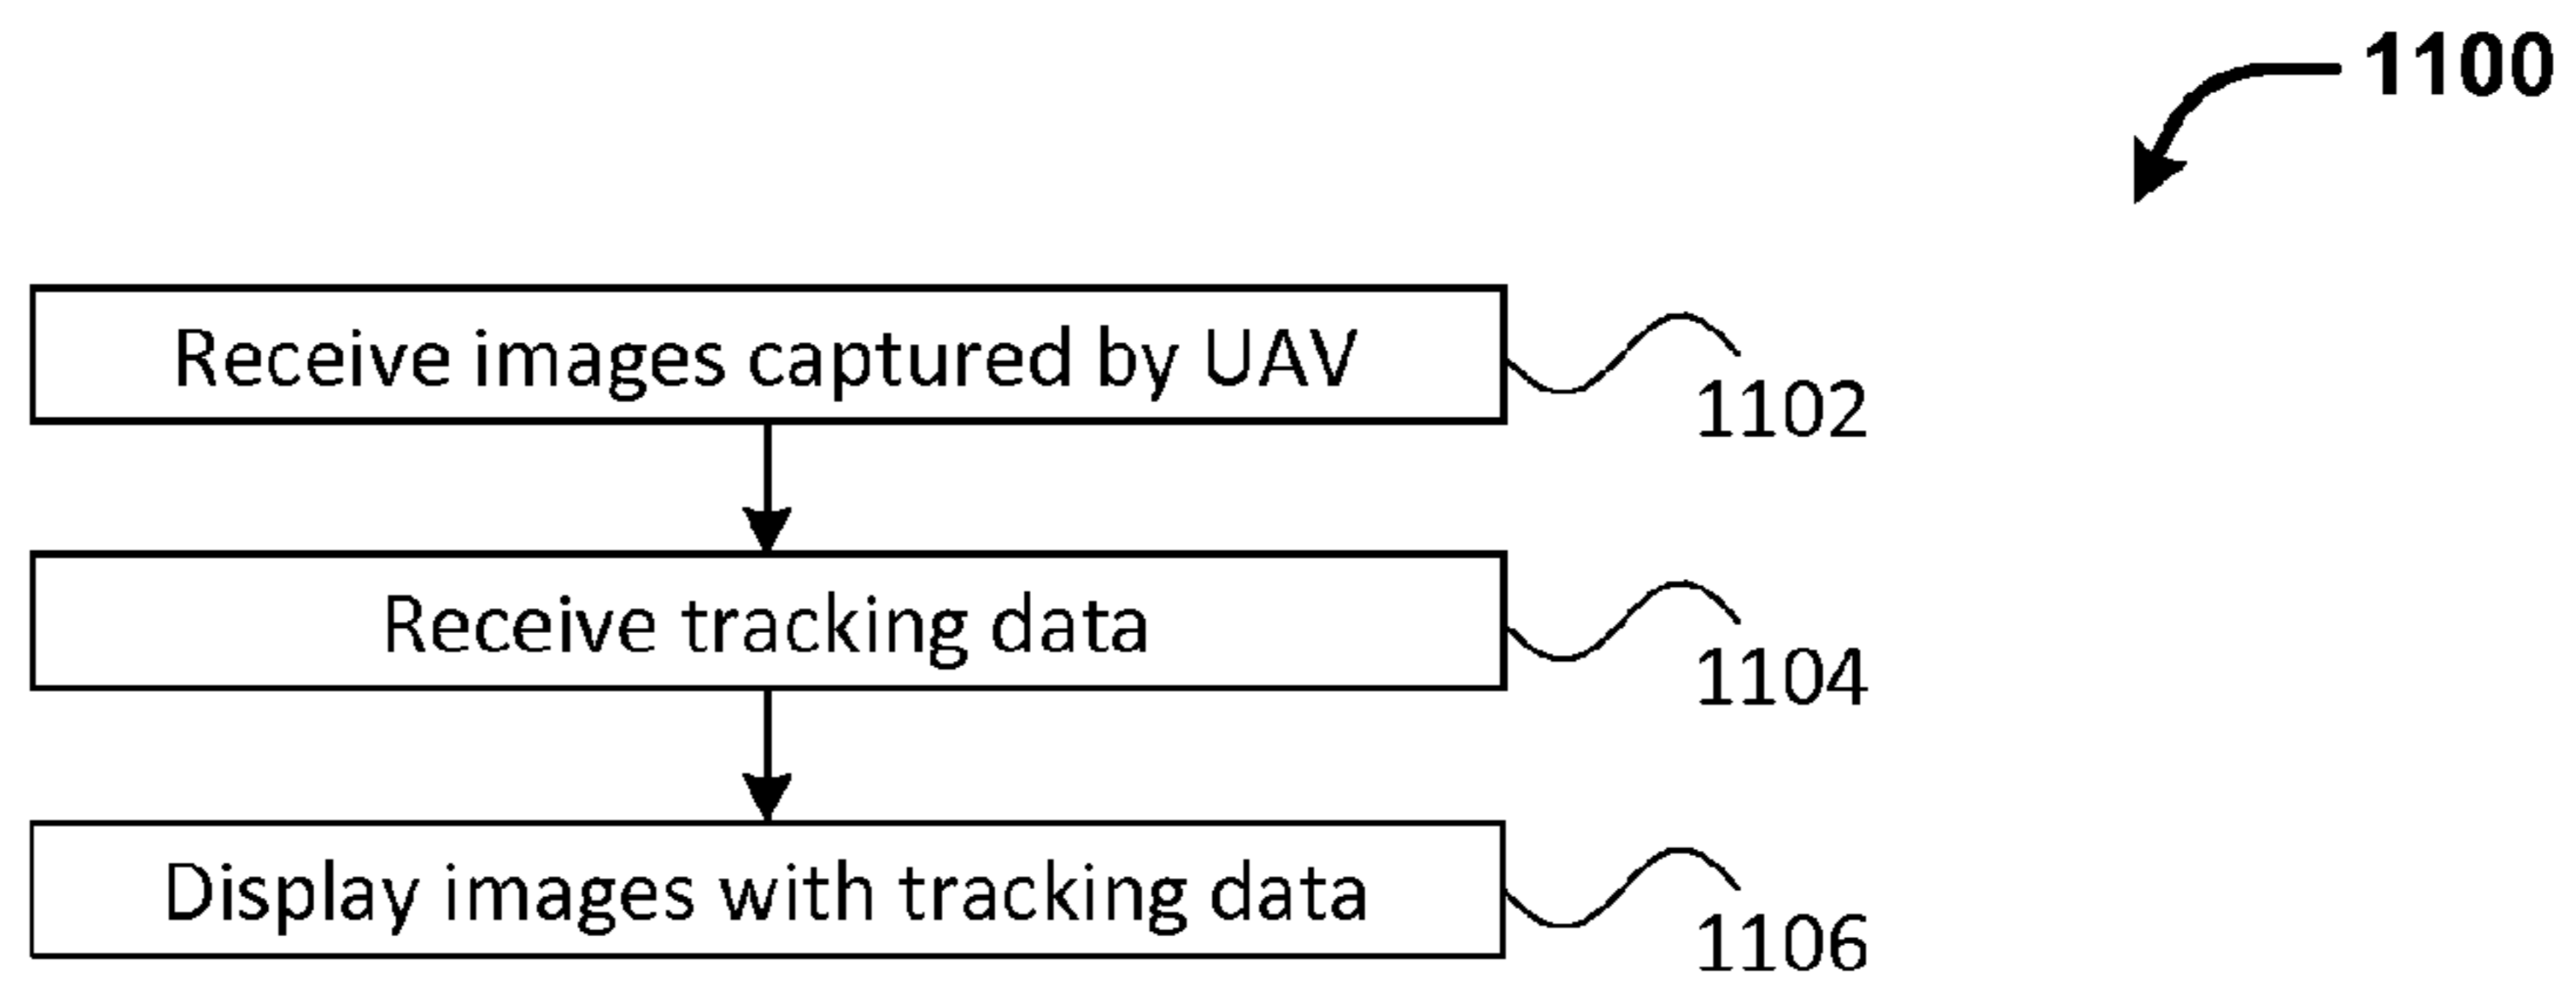 1100
Receive images captured by UAV
1102
Receive tracking data
1104
Display images with tracking data
1106